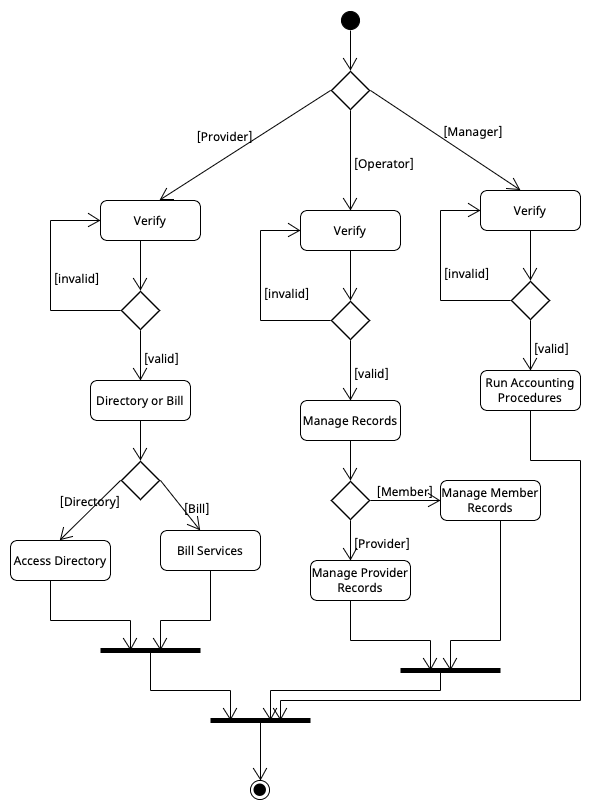 [Provider]
[Manager]
[Operator]
Verify
Verify
Verify
[invalid]
[invalid]
[invalid]
[valid]
[valid]
[valid]
Directory or Bill
Manage Records
Run Accounting
Procedures
[Directory]
[Bill]
[Member]
Manage Member
Records
Access Directory
Bill Services
[Provider]
Manage Provider
Records